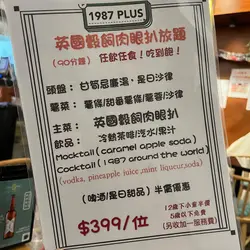 1987 PLUS
英國穀飼肉眼扒放題
(90分鐘) 任飲任食！吃到飽！
頭盤：甘筍忌廉湯，是日沙律
薯菜：薯條/甜番薯條/薯蓉/沙律
主菜：英國穀飼肉眼扒
飲品：冷熱茶啡/汽水/果汁
Mocktail (caramel apple soda)
Cocktail (1987 around the world)
(vodka, pineapple juice, mint liqueur, soda)
(啤酒/是日甜品) 半價優惠
12歲下小童半價
5歲以下免費
$399/位
(另收加一服務費)